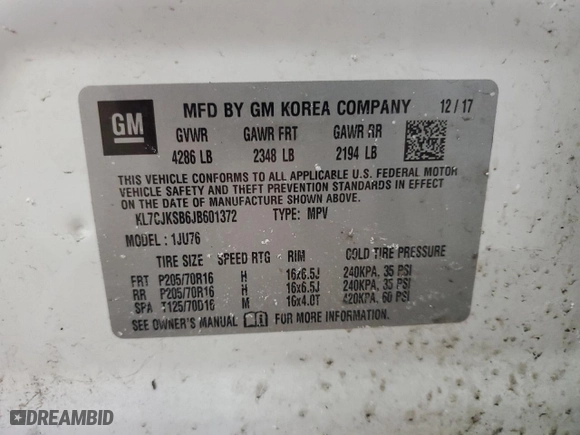 GM
MFD BY GM KOREA COMPANY 12/17
GVWR GAWR FRT GAWR RR
4286 LB 2348 LB 2194 LB
THIS VEHICLE CONFORMS TO ALL APPLICABLE U.S. FEDERAL MOTOR
VEHICLE SAFETY AND THEFT PREVENTION STANDARDS IN EFFECT
ON THE DATE OF MANUFACTURE SHOWN ABOVE.
KL7CJKSB6JB601372 TYPE: MPV
MODEL: 1JU76
TIRE SIZE SPEED RTG RIM COLD TIRE PRESSURE
FRT P205/70R16 H 16x6.5J 240KPA, 35 PSI
RR P205/70R16 H 16x6.5J 240KPA, 35 PSI
SPA T125/70D16 M 16x4.0T 420KPA, 60 PSI
SEE OWNER'S MANUAL FOR MORE INFORMATION.
DREAMBID